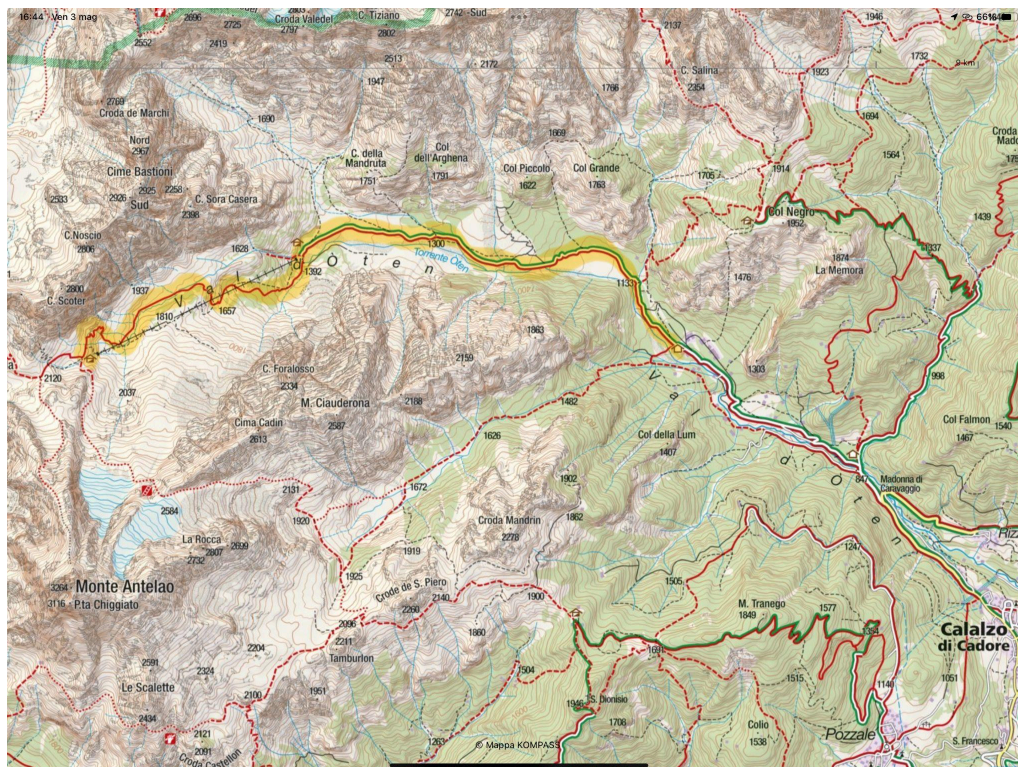 16:44 Ven 3 mag
66%
2696
2725
Croda Valedel
2797
C. Tiziano
2802
2742 -Sud
2137
1946
2552
2419
2513
2172
1732
C. Salina
2354
1923
1947
1766
2769
Croda de Marchi
1690
1694
Nord
2967
1669
1564
Cime Bastioni
C. della
Mandruta
1751
Col
dell'Arghena
1791
Col Piccolo
1622
Col Grande
1763
1705
1914
2533
2926
2925
2258
Sud
2398
C. Sora Casera
Col Negro
1952
1439
C.Noscio
2806
1628
1300
1337
Torrente Oten
1392
V a l d' Ò t e n
1874
La Memora
1476
1133
2800
C. Scoter
1937
1810
1657
1863
2159
1303
2120
2037
C. Foralosso
2334
M. Ciauderona
2188
2587
Cima Cadin
2613
998
1482
Col Falmon
1467
1540
1626
Col della Lum
1407
V a l d' Ò t e n
847
Madonna di
Caravaggio
2131
1672
1902
2584
1920
1862
Croda Mandrin
2278
La Rocca
2807
2699
2732
1919
1247
3264
Monte Antelao
3116
P.ta Chiggiato
1925
Crode de S. Piero
2260
2140
1900
1505
M. Tranego
1849
1577
2096
2211
Tamburlon
1860
1354
Calalzo
di Cadore
2204
2591
2324
Le Scalette
1951
1504
1691
1515
1140
1051
2100
1946
S. Dionisio
1708
2434
2121
2091
Croda Castellon
1263
Colio
1538
Pozzale
S. Francesco
© Mappa KOMPASS